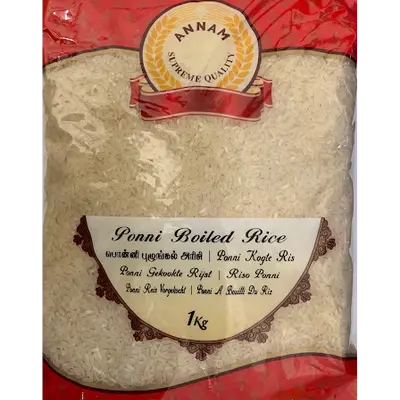 ANNAM
SUPREME QUALITY
Ponni Boiled Rice
பொன்னி புழுங்கல் அரிசி | Ponni Kogte Ris
Ponni Gekookte Rijst | Riso Ponni
Ponni Reis Vorgekocht | Ponni A Bouilli Du Riz
1Kg